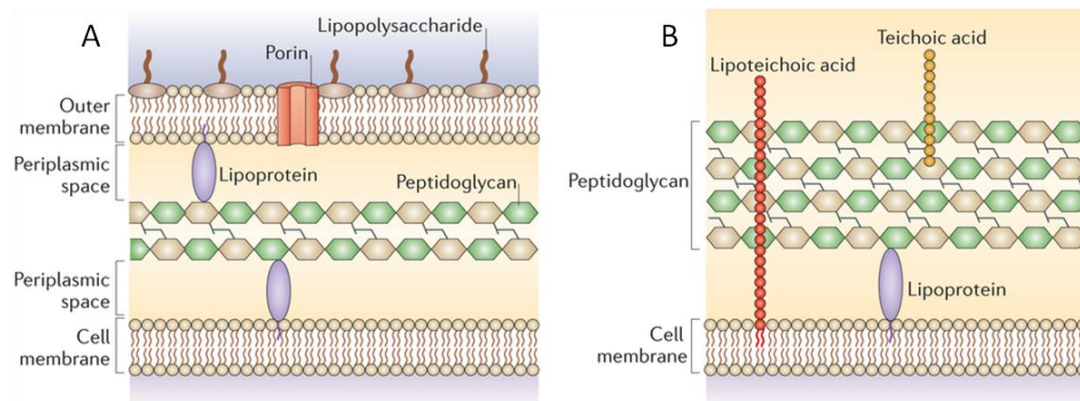 A
Lipopolysaccharide
Porin
Outer
membrane
Periplasmic
space
Lipoprotein
Peptidoglycan
Periplasmic
space
Cell
membrane
B
Teichoic acid
Lipoteichoic acid
Peptidoglycan
Lipoprotein
Cell
membrane